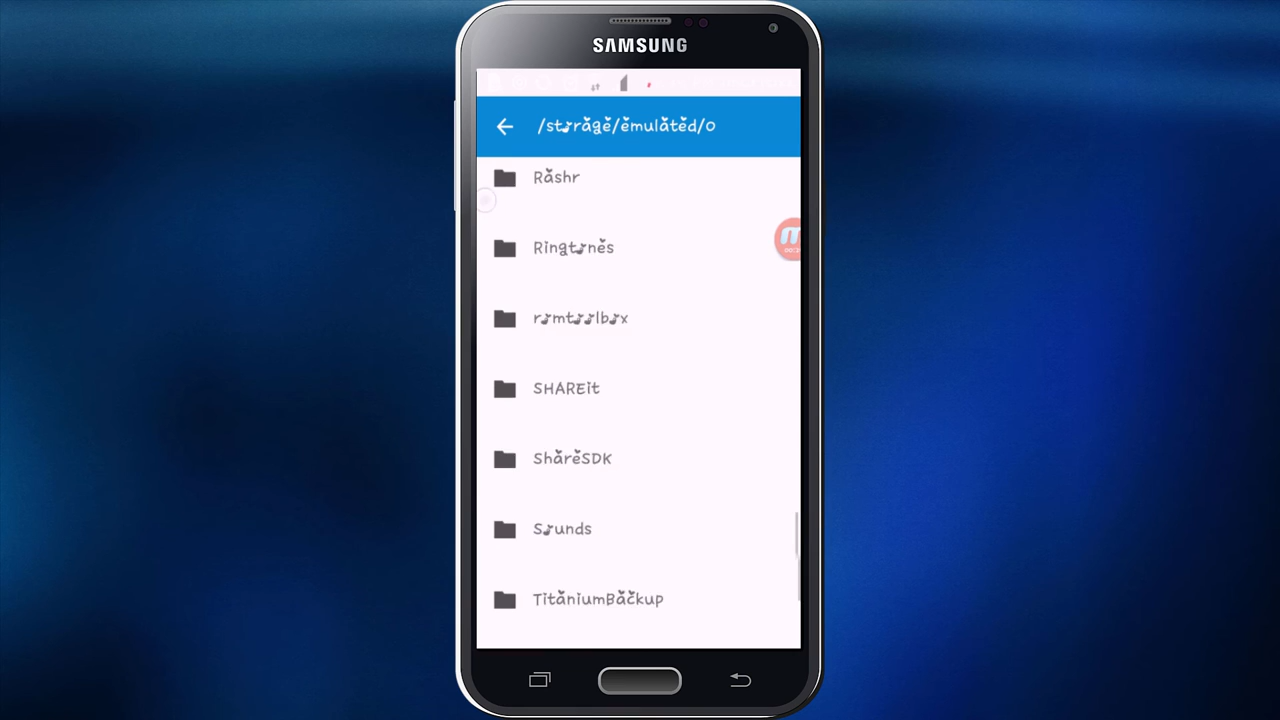 SAMSUNG
/storage/emulated/0
Rashr
Ringtones
romtoolbox
SHAREit
ShareSDK
Sounds
TitaniumBackup